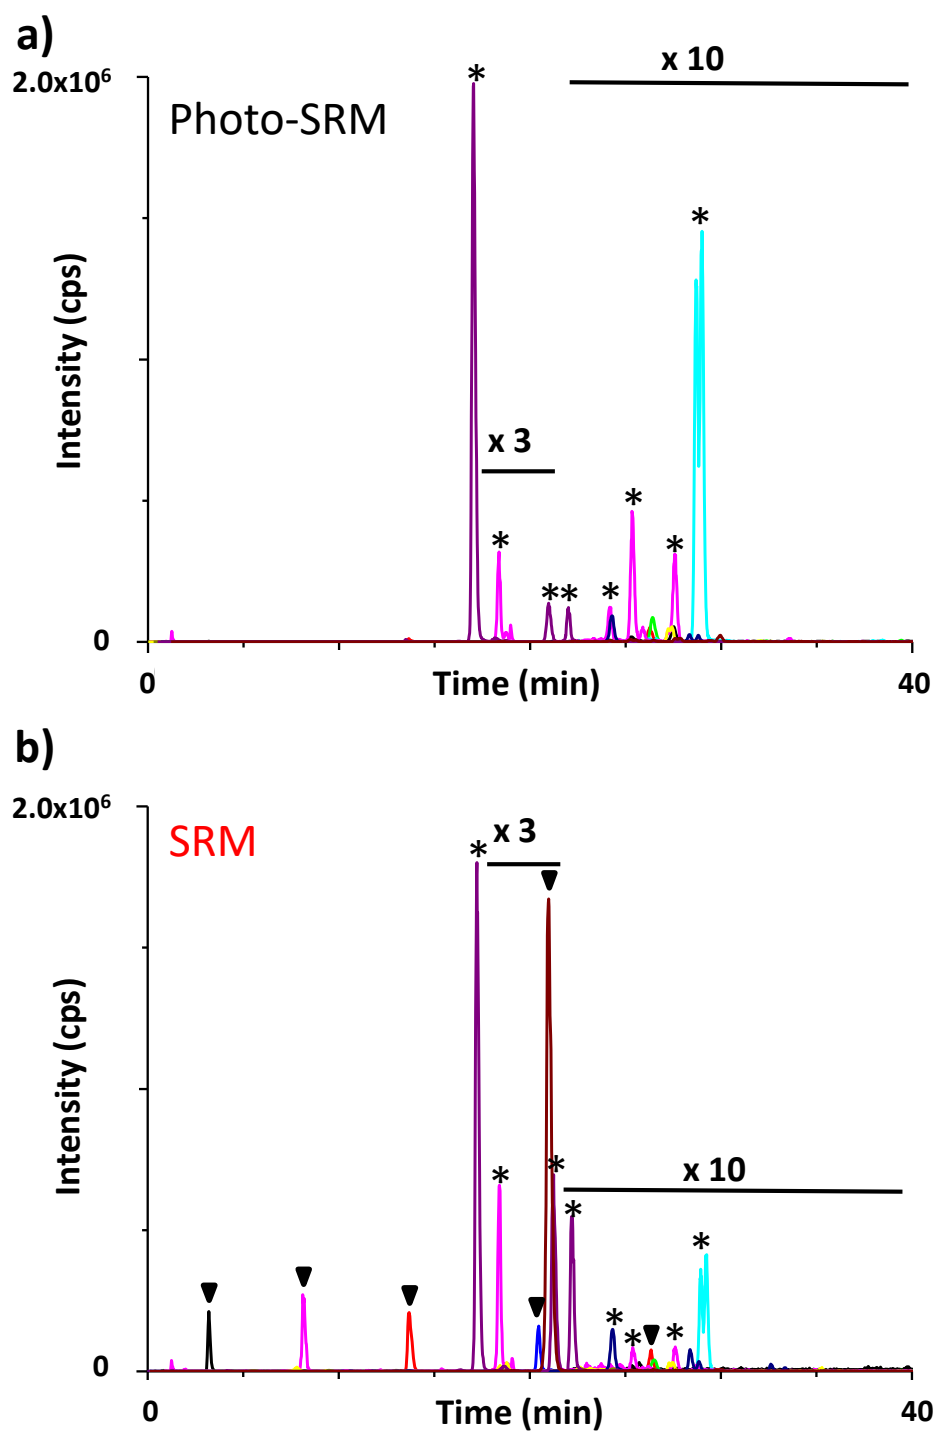 a)
2.0x10⁶
Photo-SRM
* x 10
*
x 3
* * * * * * *
Intensity (cps)
0
0 Time (min) 40
b)
2.0x10⁶
SRM
* x 3
* * *
x 10
* * * *
Intensity (cps)
0
0 Time (min) 40